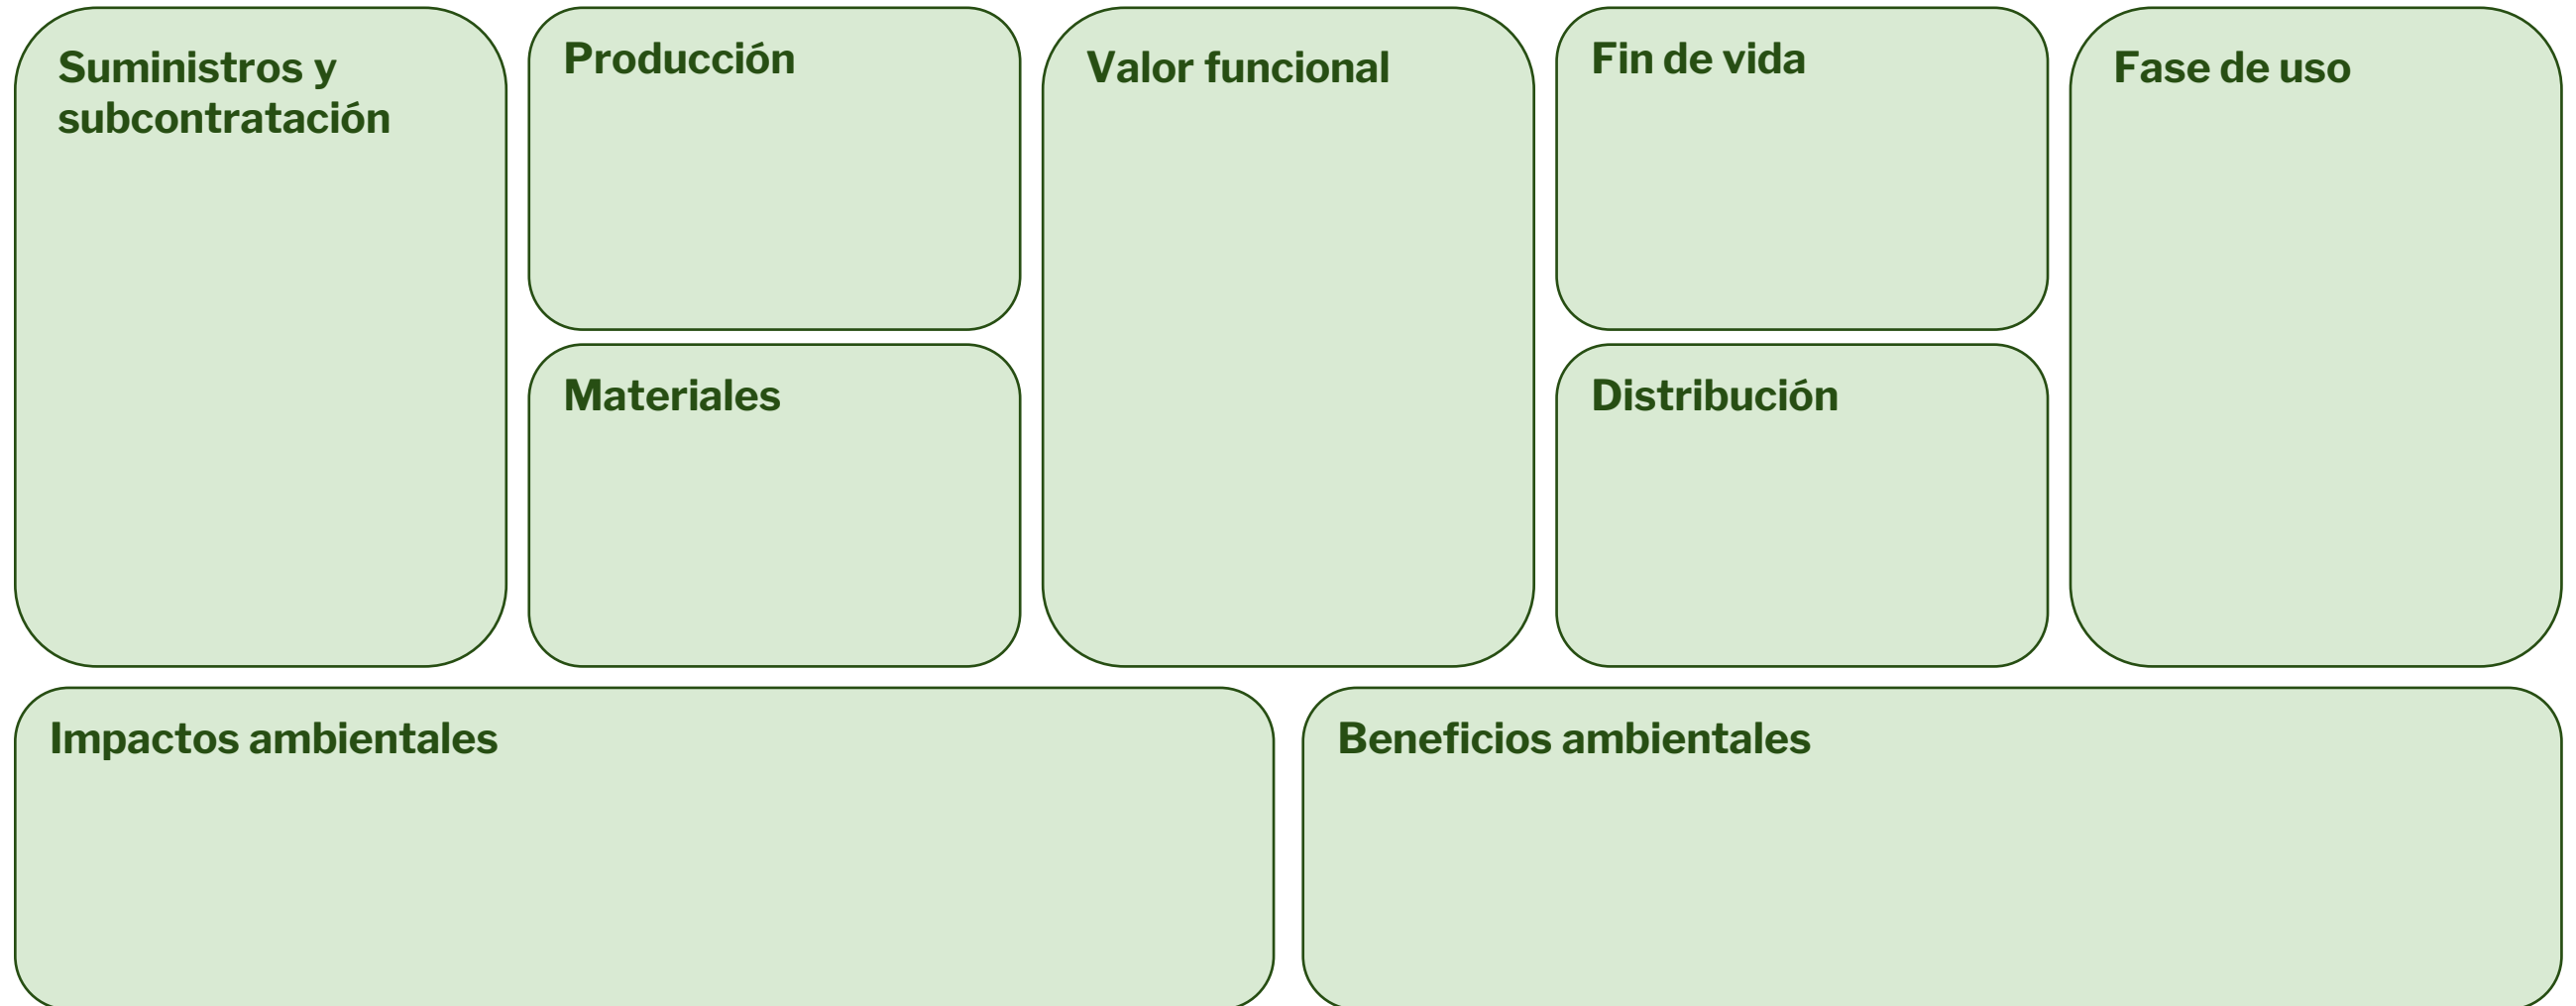 Suministros y
subcontratación
Producción
Materiales
Valor funcional
Fin de vida
Distribución
Fase de uso
Impactos ambientales
Beneficios ambientales